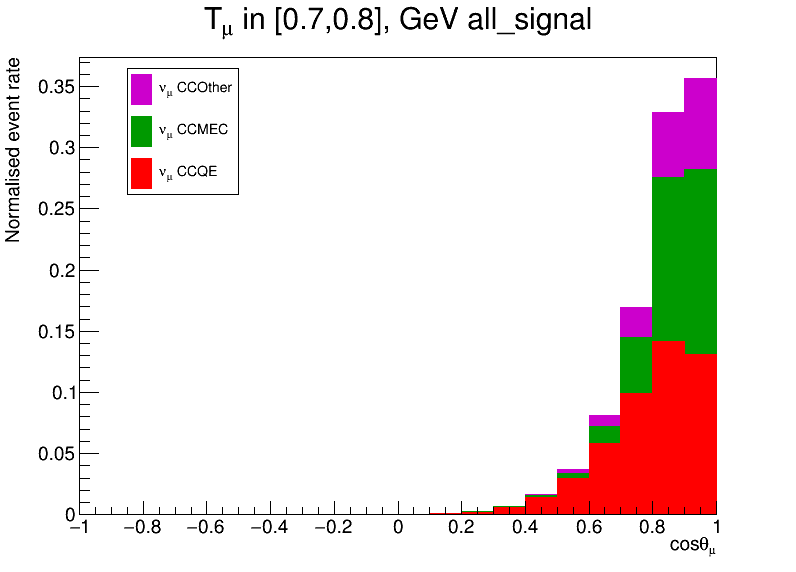 Tμ in [0.7,0.8], GeV all_signal
Normalised event rate
νμ CCOther
νμ CCMEC
νμ CCQE
0.35
0.3
0.25
0.2
0.15
0.1
0.05
0
−1 −0.8 −0.6 −0.4 −0.2 0 0.2 0.4 0.6 0.8 1
cosθμ